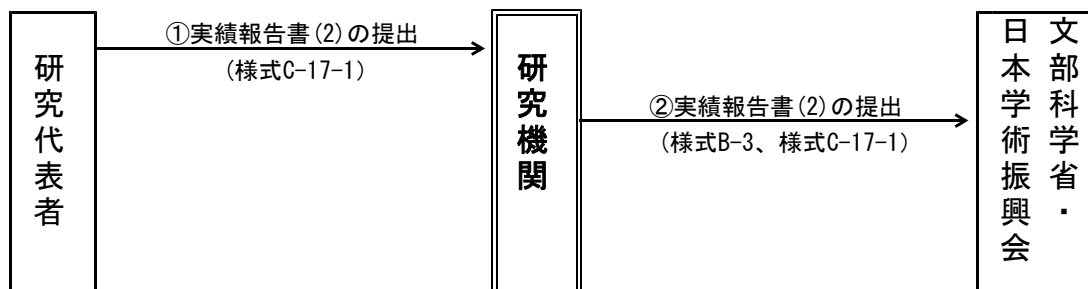 研究代表者
①実績報告書(2)の提出
(様式C-17-1)
研究機関
②実績報告書(2)の提出
(様式B-3、様式C-17-1)
文部科学省・
日本学術振興会